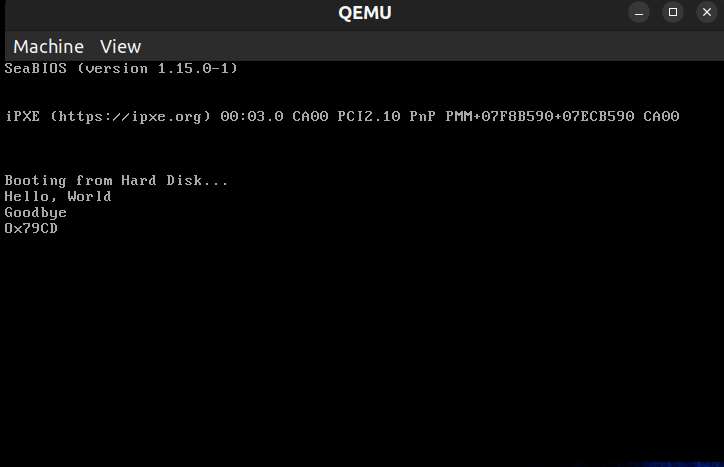 QEMU
Machine View
SeaBIOS (version 1.15.0-1)
iPXE (https://ipxe.org) 00:03.0 CA00 PCI2.10 PnP PMM+07F8B590+07ECB590 CA00
Booting from Hard Disk...
Hello, World
Goodbye
0x79CD